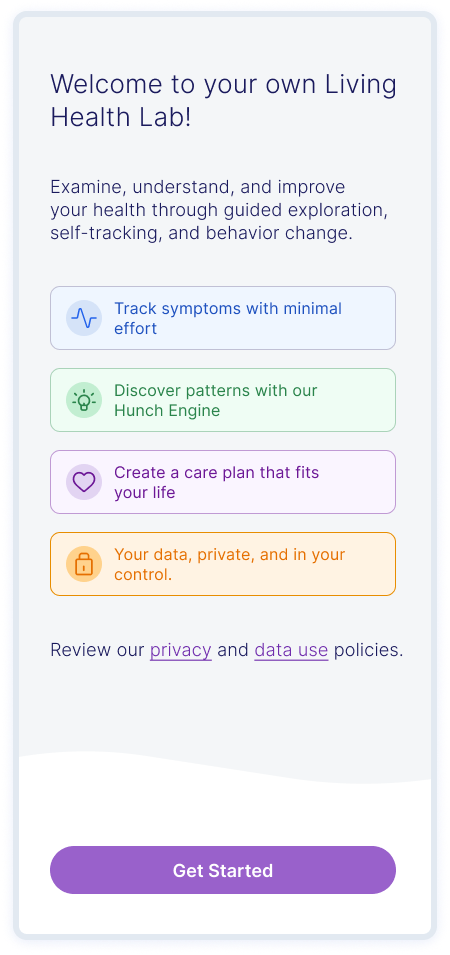 Welcome to your own Living
Health Lab!
Examine, understand, and improve
your health through guided exploration,
self-tracking, and behavior change.
Track symptoms with minimal
effort
Discover patterns with our
Hunch Engine
Create a care plan that fits
your life
Your data, private, and in your
control.
Review our privacy and data use policies.
Get Started